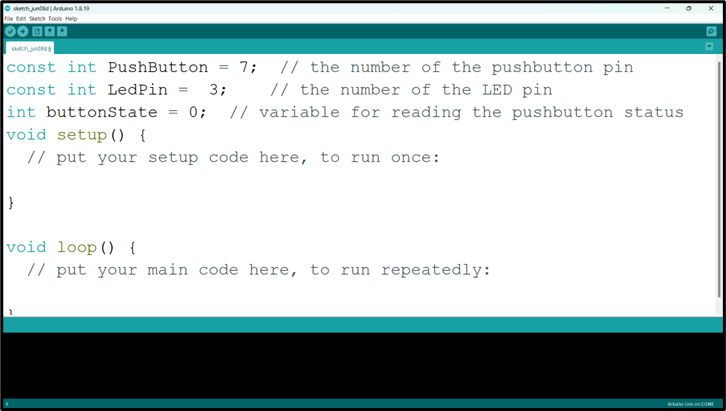 sketch_jun08d | Arduino 1.8.19
File Edit Sketch Tools Help
sketch_jun08d §
const int PushButton = 7;  // the number of the pushbutton pin
const int LedPin =  3;    // the number of the LED pin
int buttonState = 0;  // variable for reading the pushbutton status
void setup() {
  // put your setup code here, to run once:
}
void loop() {
  // put your main code here, to run repeatedly:
}
Arduino Uno on